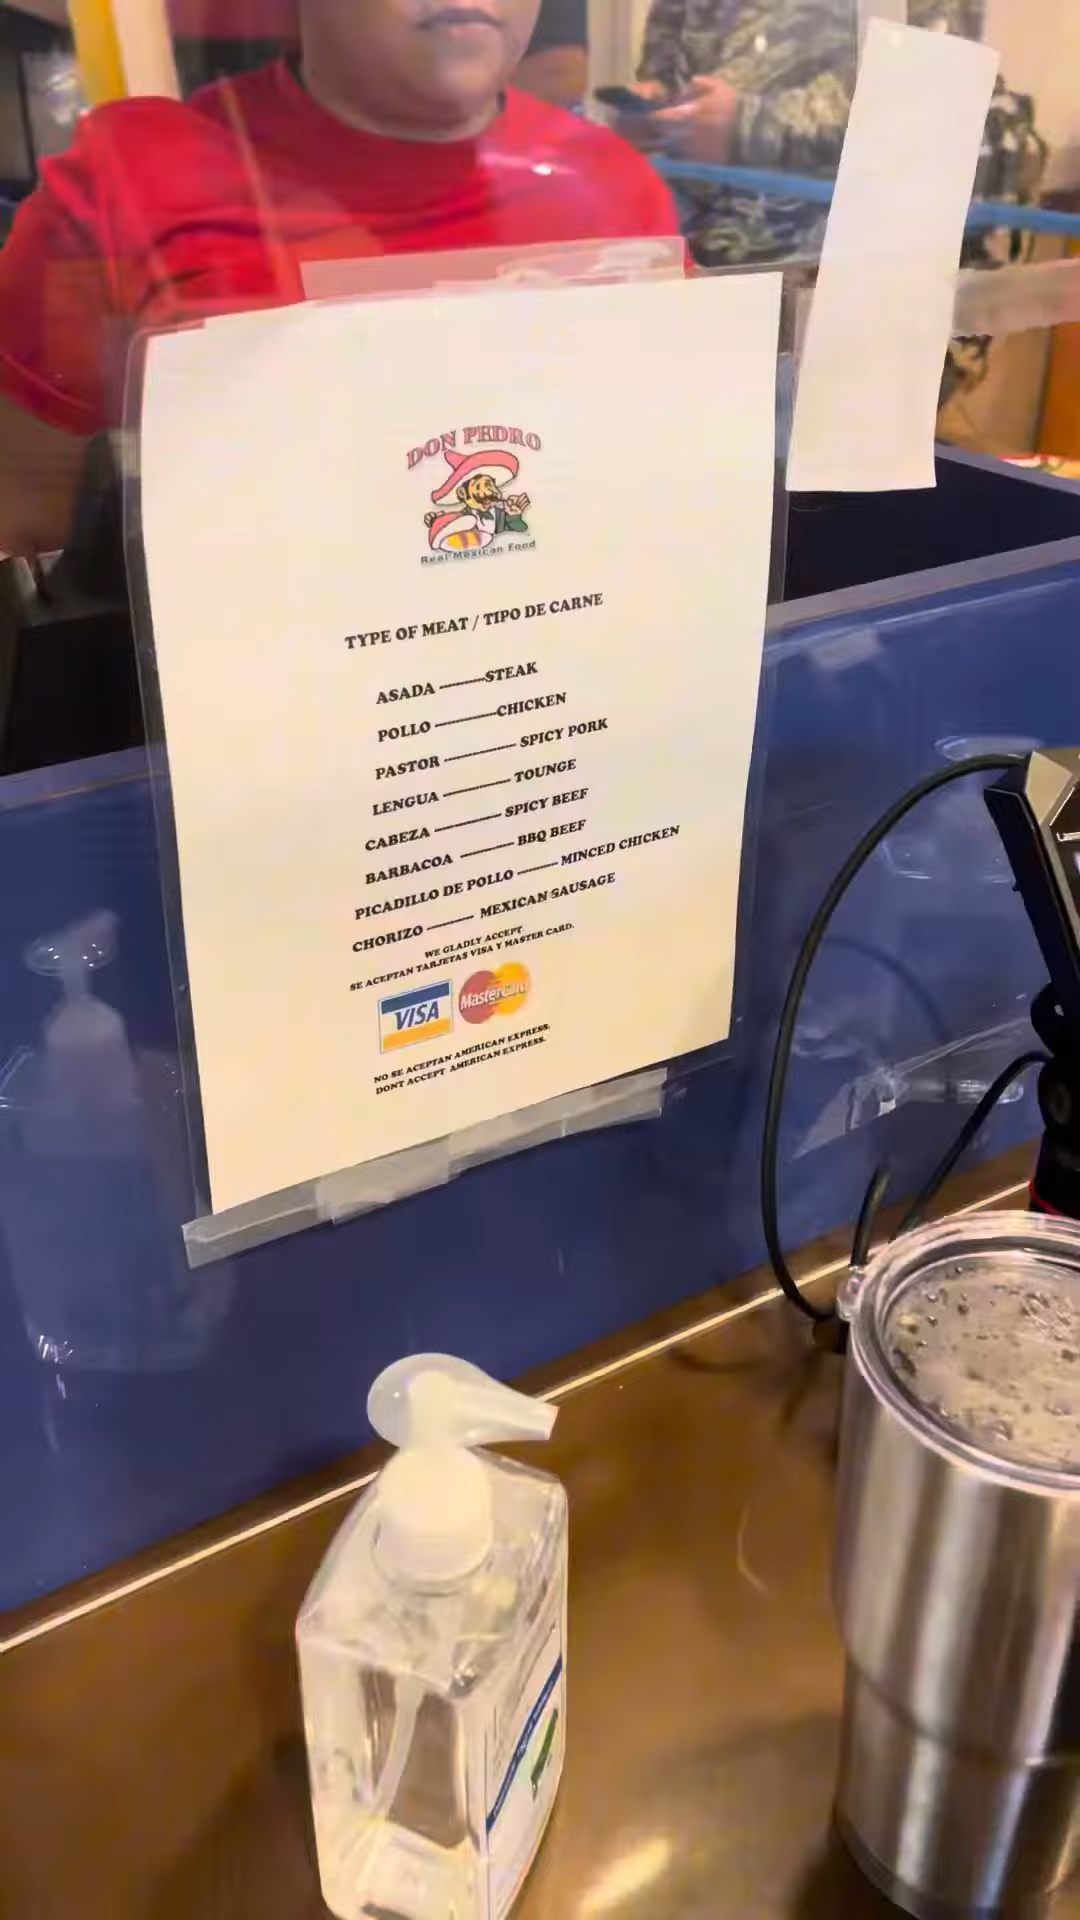 DON PEDRO
Real Mexican Food
TYPE OF MEAT / TIPO DE CARNE
ASADA ---------STEAK
POLLO ------------CHICKEN
PASTOR -------------- SPICY PORK
LENGUA ------------- TOUNGE
CABEZA ------------- SPICY BEEF
BARBACOA ---------- BBQ BEEF
PICADILLO DE POLLO -------- MINCED CHICKEN
CHORIZO --------- MEXICAN SAUSAGE
WE GLADLY ACCEPT
SE ACEPTAN TARJETAS VISA Y MASTER CARD.
VISA MasterCard
NO SE ACEPTAN AMERICAN EXPRESS.
DONT ACCEPT AMERICAN EXPRESS.